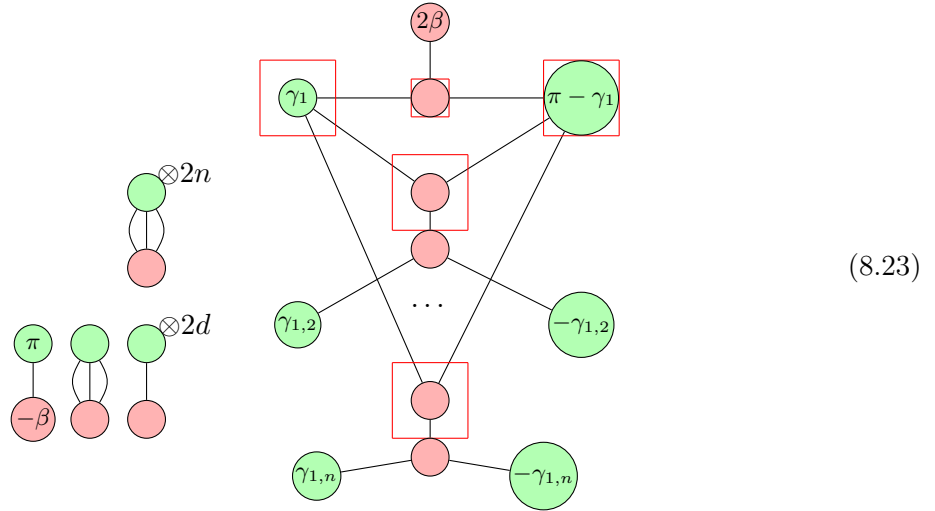 2β
γ₁
π − γ₁
⊗2n
(8.23)
· · ·
γ₁,₂
−γ₁,₂
⊗2d
π
−β
γ₁,ₙ
−γ₁,ₙ